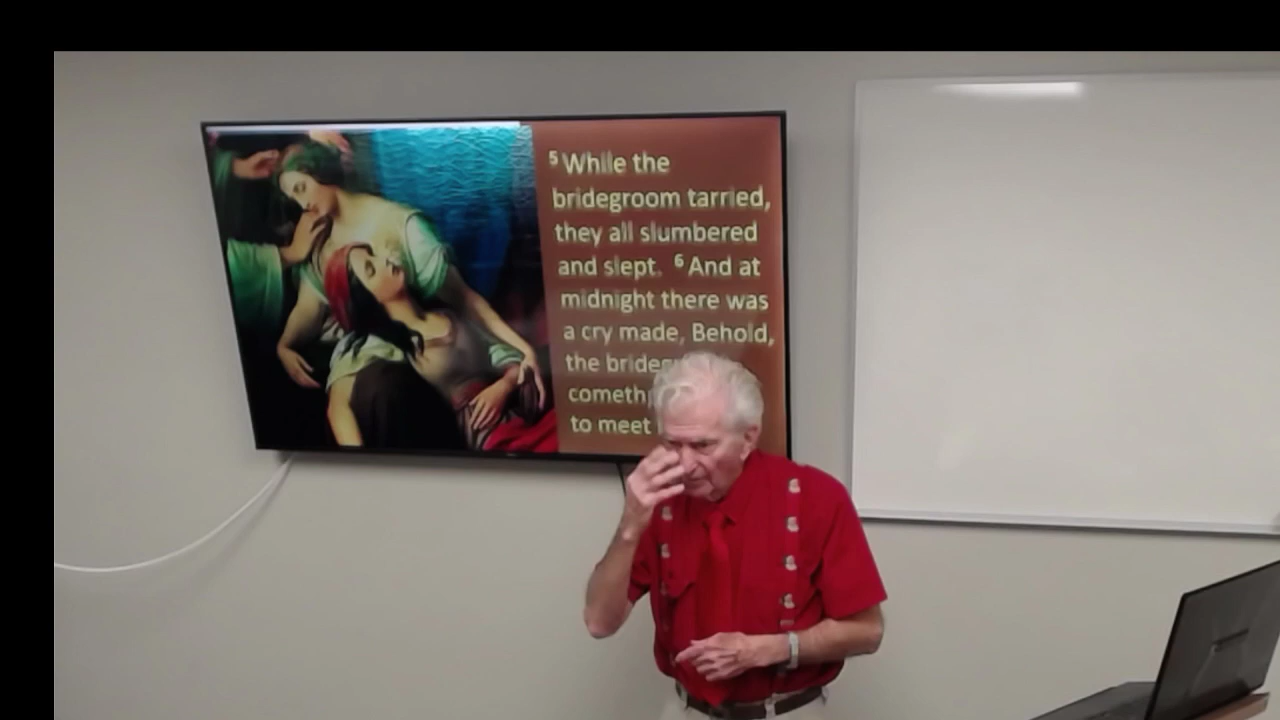 5 While the
bridegroom tarried,
they all slumbered
and slept. 6 And at
midnight there was
a cry made, Behold,
the
cometh
to meet